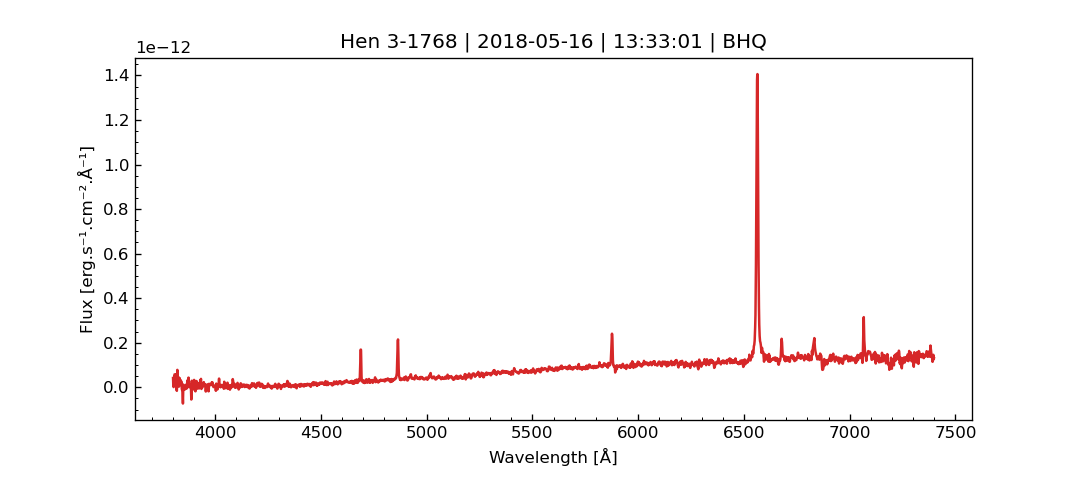 Hen 3-1768 | 2018-05-16 | 13:33:01 | BHQ
1e−12
1.4
1.2
1.0
0.8
0.6
0.4
0.2
0.0
Flux [erg.s⁻¹.cm⁻².Å⁻¹]
4000 4500 5000 5500 6000 6500 7000 7500
Wavelength [Å]